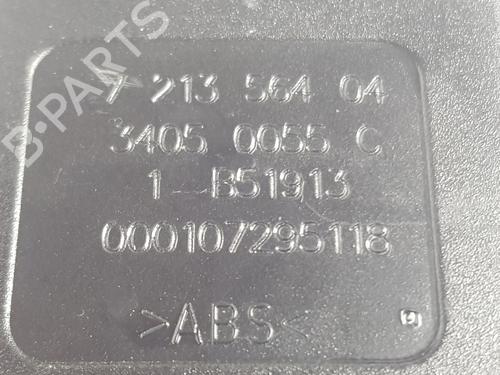 7 213 564 04
3405 0055 C
1 B51913
000107295118
>ABS<
B-PARTS